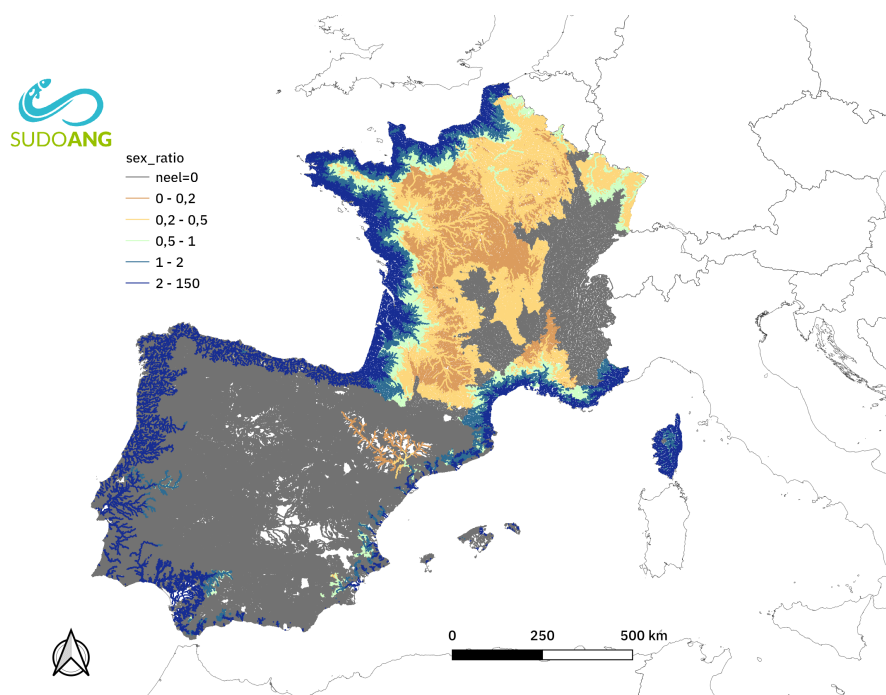 SUDOANG
sex_ratio
neel=0
0 - 0,2
0,2 - 0,5
0,5 - 1
1 - 2
2 - 150
0 250 500 km